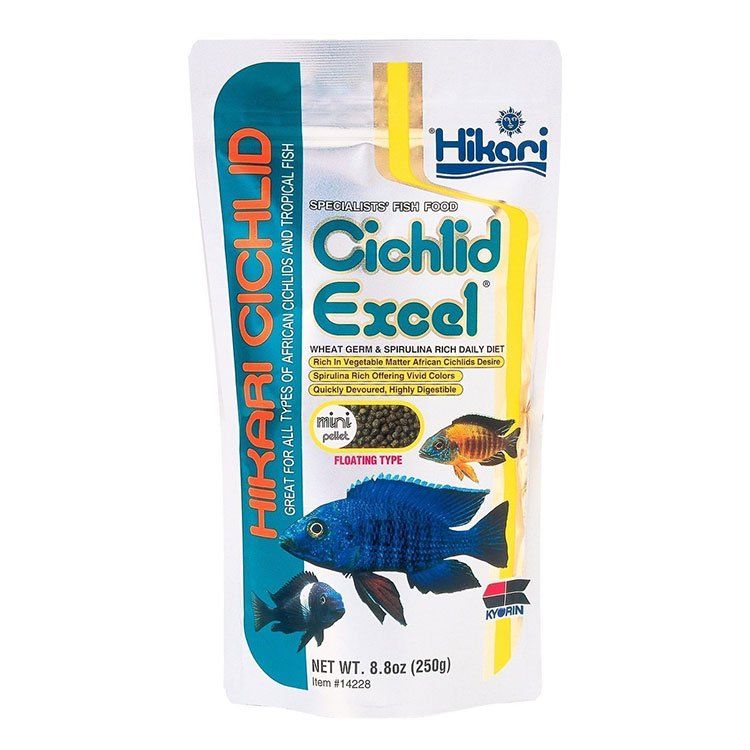 HIKARI CICHLID
GREAT FOR ALL TYPES OF AFRICAN CICHLIDS AND TROPICAL FISH
®Hikari
SPECIALISTS' FISH FOOD
Cichlid
Excel®
WHEAT GERM & SPIRULINA RICH DAILY DIET
Rich In Vegetable Matter African Cichlids Desire
Spirulina Rich Offering Vivid Colors
Quickly Devoured, Highly Digestible
mini
pellet
FLOATING TYPE
KYORIN
NET WT. 8.8oz (250g)
Item #14228